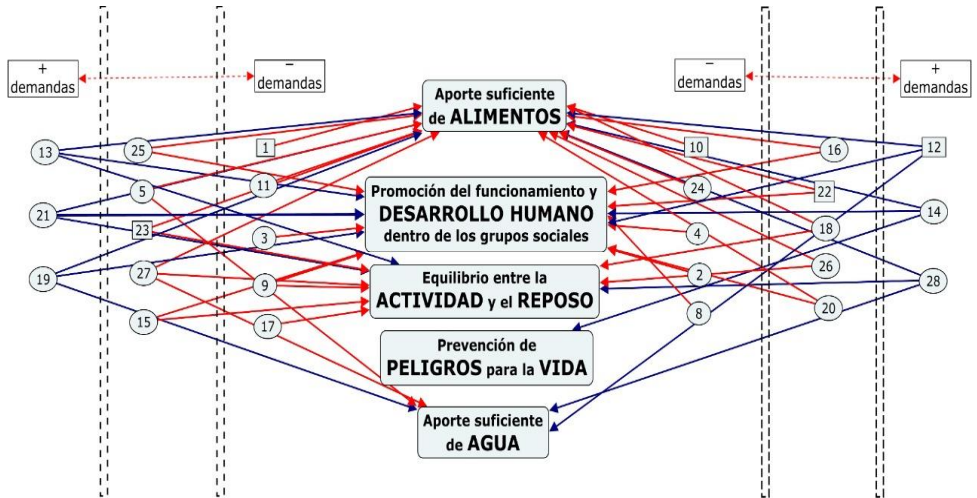 +
demandas
−
demandas
−
demandas
+
demandas
Aporte suficiente
de ALIMENTOS
13
25
1
10
16
12
5
11
24
22
14
Promoción del funcionamiento y
DESARROLLO HUMANO
dentro de los grupos sociales
21
23
3
4
18
19
27
9
2
26
28
Equilibrio entre la
ACTIVIDAD y el REPOSO
15
17
8
20
Prevención de
PELIGROS para la VIDA
Aporte suficiente
de AGUA